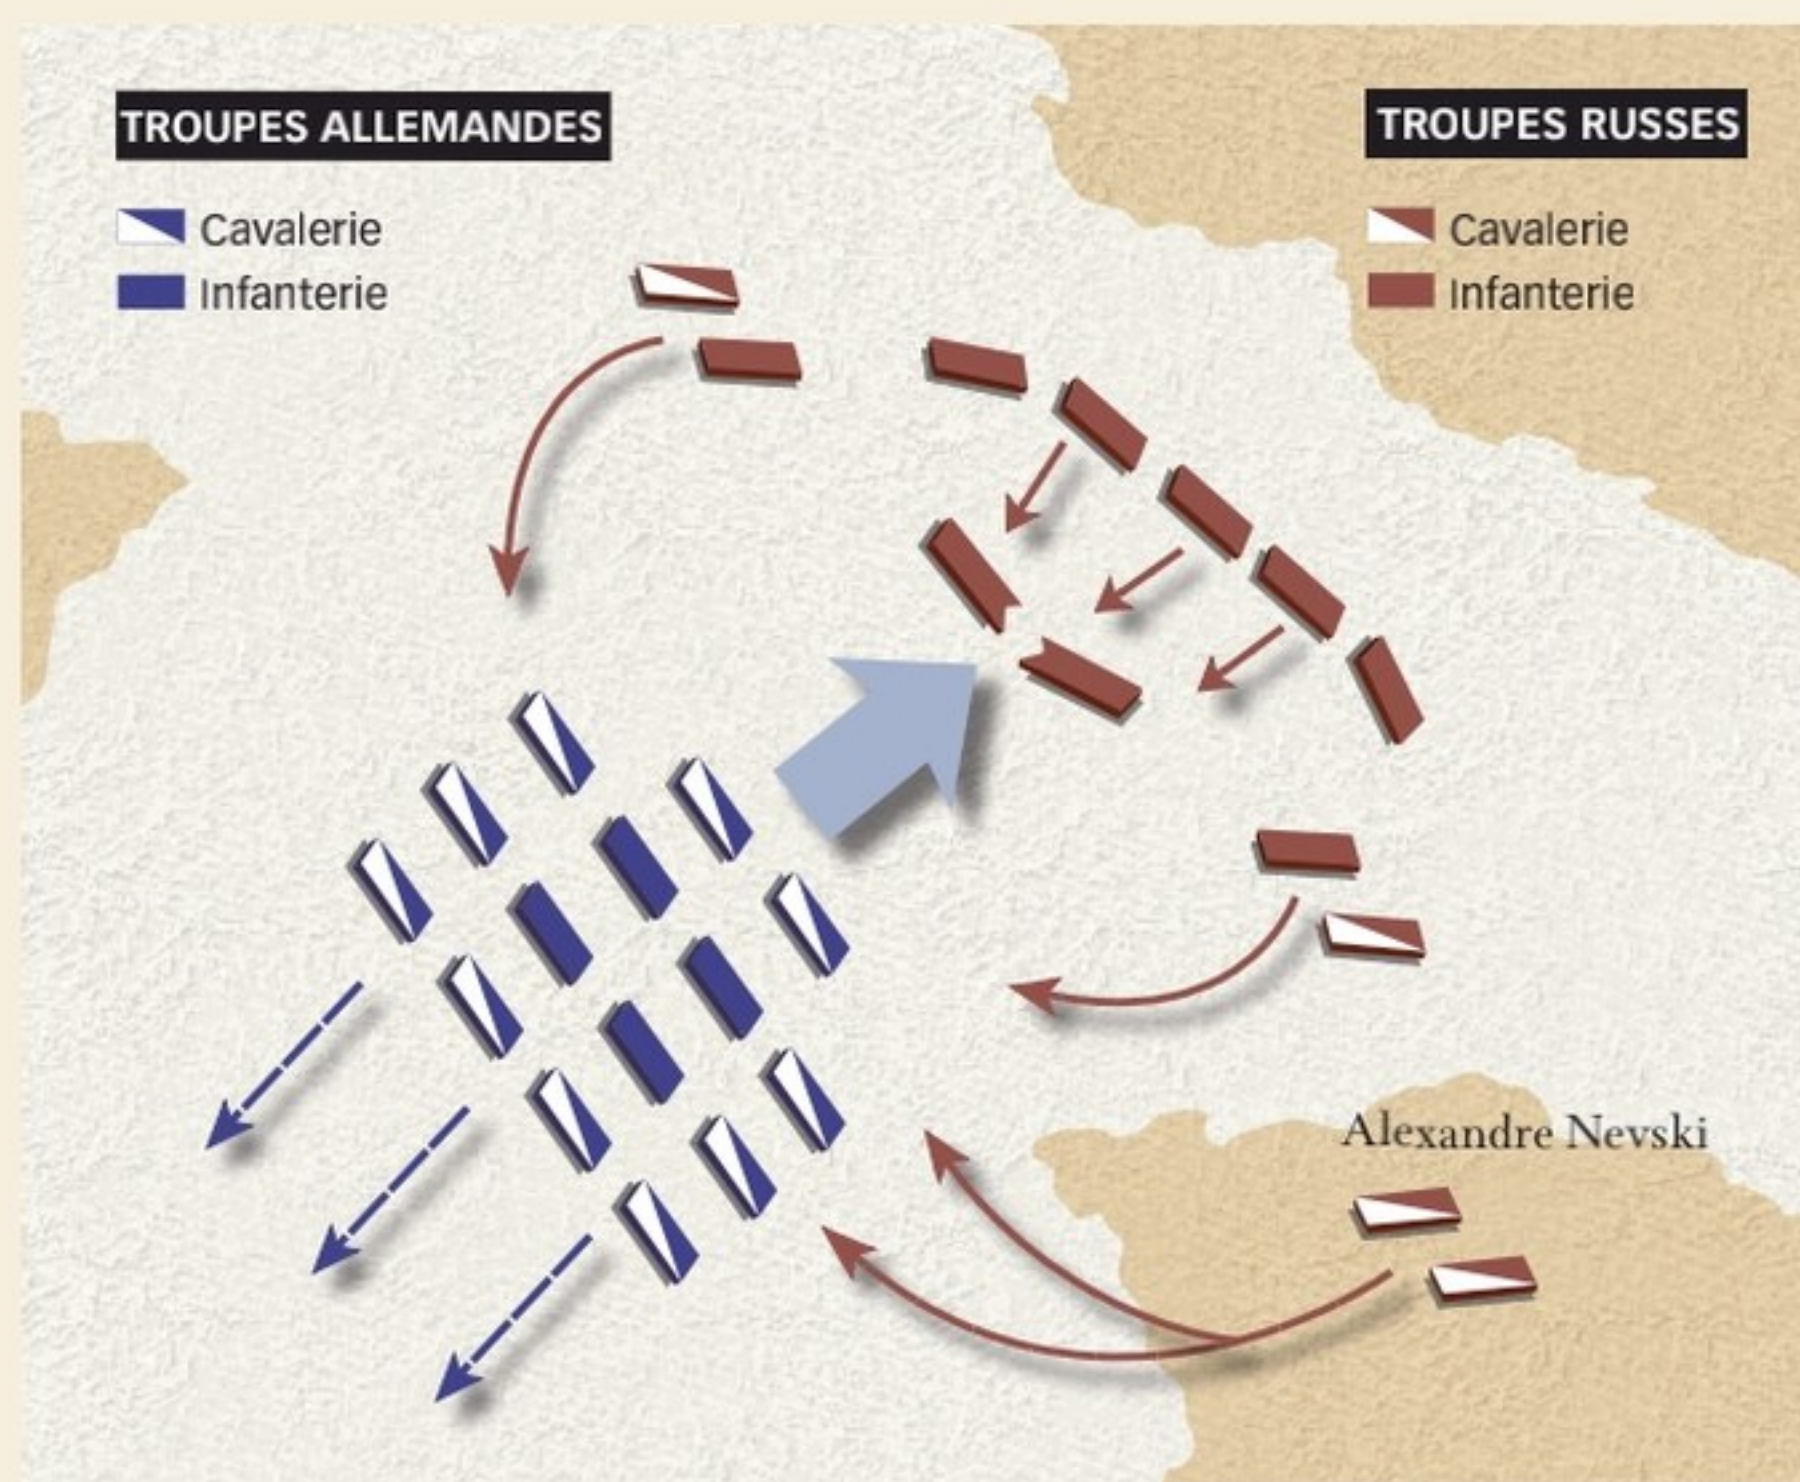 TROUPES ALLEMANDES
Cavalerie
Infanterie
TROUPES RUSSES
Cavalerie
Infanterie
Alexandre Nevski